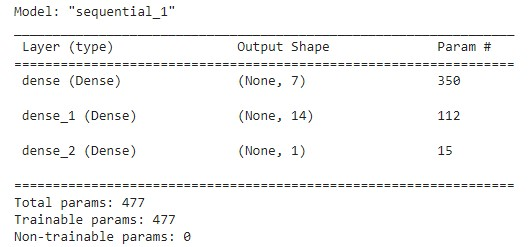 Model: "sequential_1"
Layer (type) Output Shape Param #
dense (Dense) (None, 7) 350
dense_1 (Dense) (None, 14) 112
dense_2 (Dense) (None, 1) 15
Total params: 477
Trainable params: 477
Non-trainable params: 0